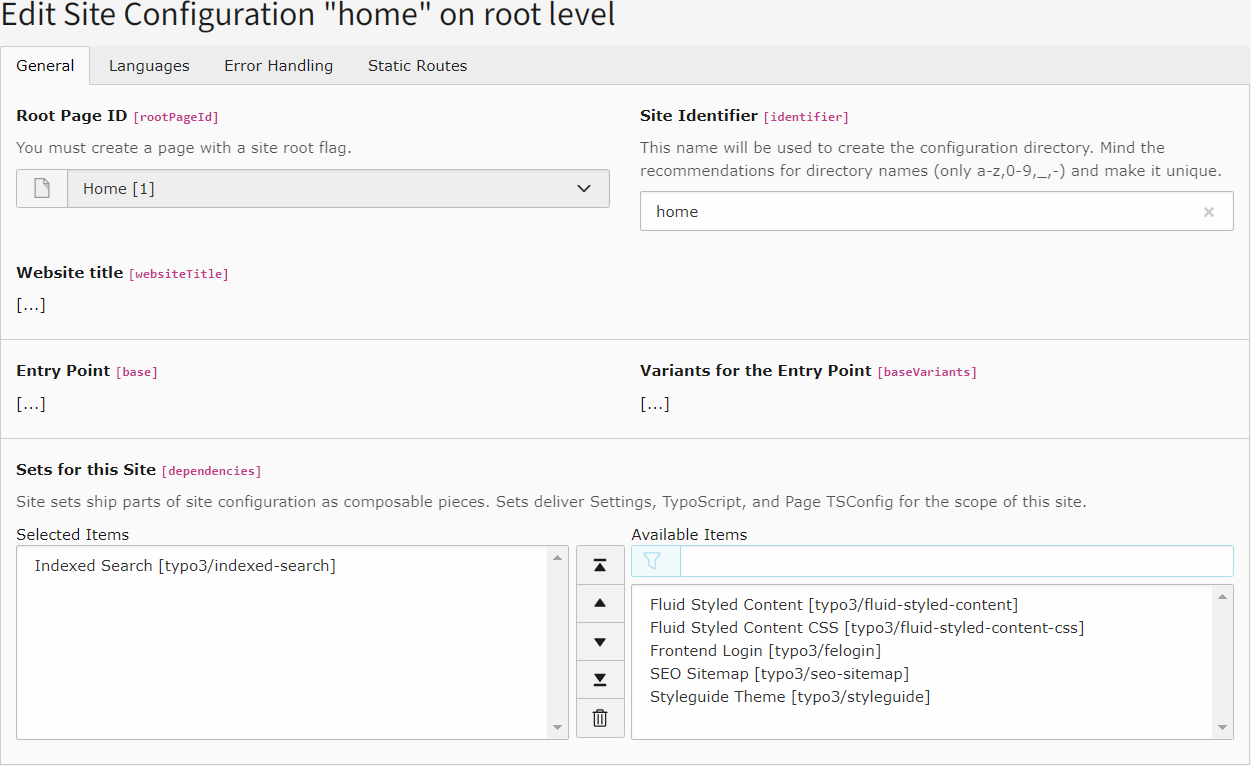 Edit Site Configuration "home" on root level
General Languages Error Handling Static Routes
Root Page ID [rootPageId]
You must create a page with a site root flag.
Home [1]
Site Identifier [identifier]
This name will be used to create the configuration directory. Mind the
recommendations for directory names (only a-z,0-9,_,-) and make it unique.
home
Website title [websiteTitle]
[...]
Entry Point [base]
[...]
Variants for the Entry Point [baseVariants]
[...]
Sets for this Site [dependencies]
Site sets ship parts of site configuration as composable pieces. Sets deliver Settings, TypoScript, and Page TSConfig for the scope of this site.
Selected Items
Indexed Search [typo3/indexed-search]
Available Items
Fluid Styled Content [typo3/fluid-styled-content]
Fluid Styled Content CSS [typo3/fluid-styled-content-css]
Frontend Login [typo3/felogin]
SEO Sitemap [typo3/seo-sitemap]
Styleguide Theme [typo3/styleguide]